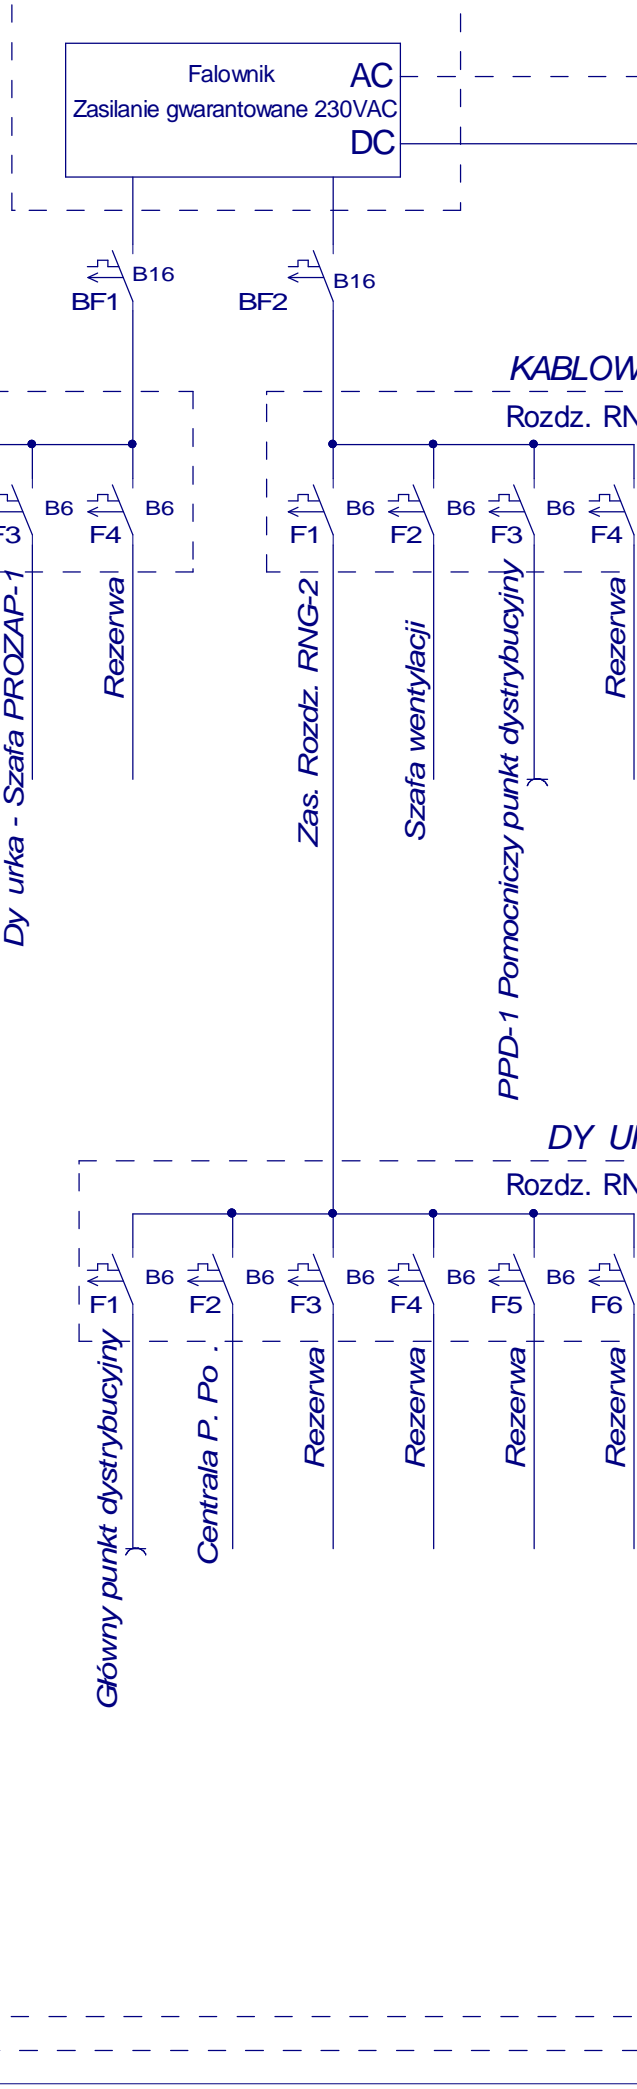 Falownik
AC
Zasilanie gwarantowane 230VAC
DC
B16
BF1
B16
BF2
KABLOW
Rozdz. RN
F3
B6
F4
B6
F1
B6
F2
B6
F3
B6
F4
Dy urka - Szafa PROZAP-1
Rezerwa
Zas. Rozdz. RNG-2
Szafa wentylacji
PPD-1 Pomocniczy punkt dystrybucyjny
Rezerwa
DY
Rozdz. RN
F1
B6
F2
B6
F3
B6
F4
B6
F5
B6
F6
Główny punkt dystrybucyjny
Centrala P. Po .
Rezerwa
Rezerwa
Rezerwa
Rezerwa